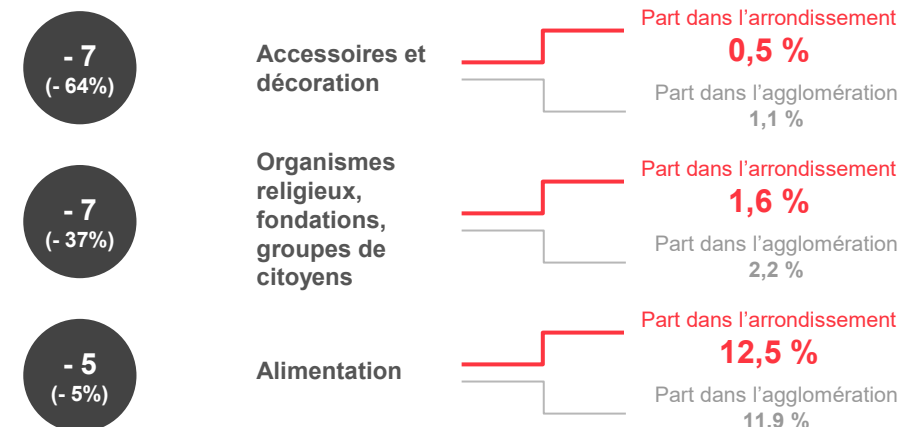 - 7
(- 64%)
Accessoires et
décoration
Part dans l'arrondissement
0,5 %
Part dans l'agglomération
1,1 %
- 7
(- 37%)
Organismes
religieux,
fondations,
groupes de
citoyens
Part dans l'arrondissement
1,6 %
Part dans l'agglomération
2,2 %
- 5
(- 5%)
Alimentation
Part dans l'arrondissement
12,5 %
Part dans l'agglomération
11,9 %